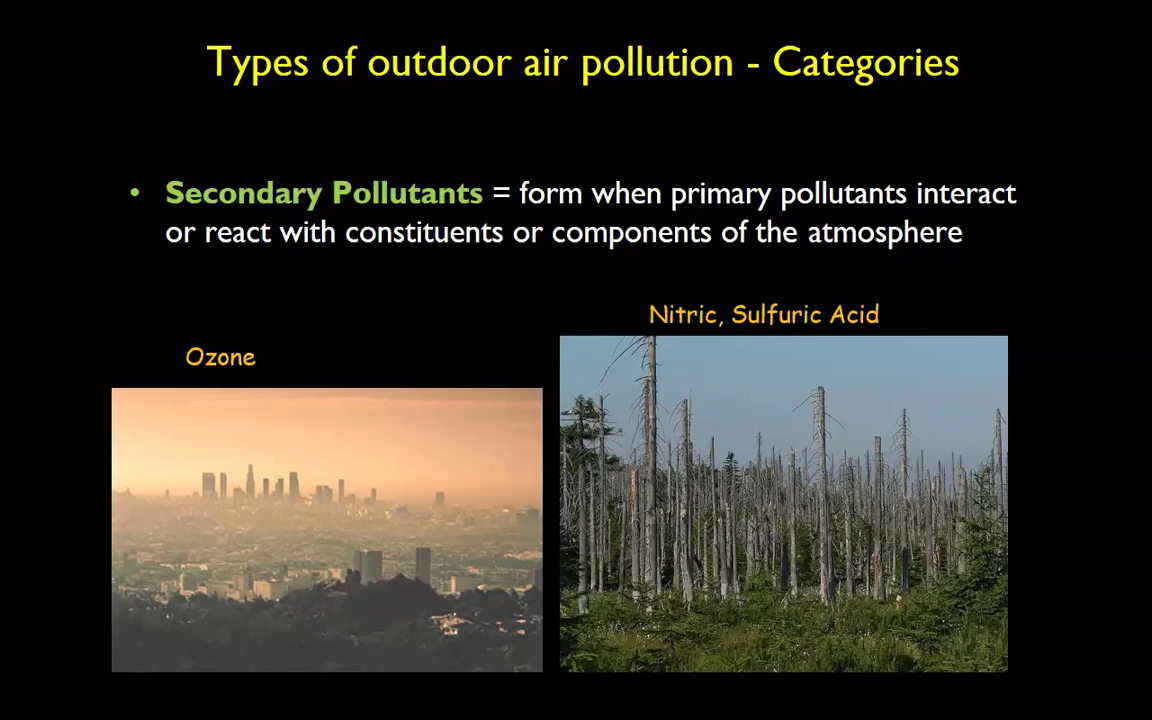 Types of outdoor air pollution - Categories
• Secondary Pollutants = form when primary pollutants interact
or react with constituents or components of the atmosphere
Nitric, Sulfuric Acid
Ozone